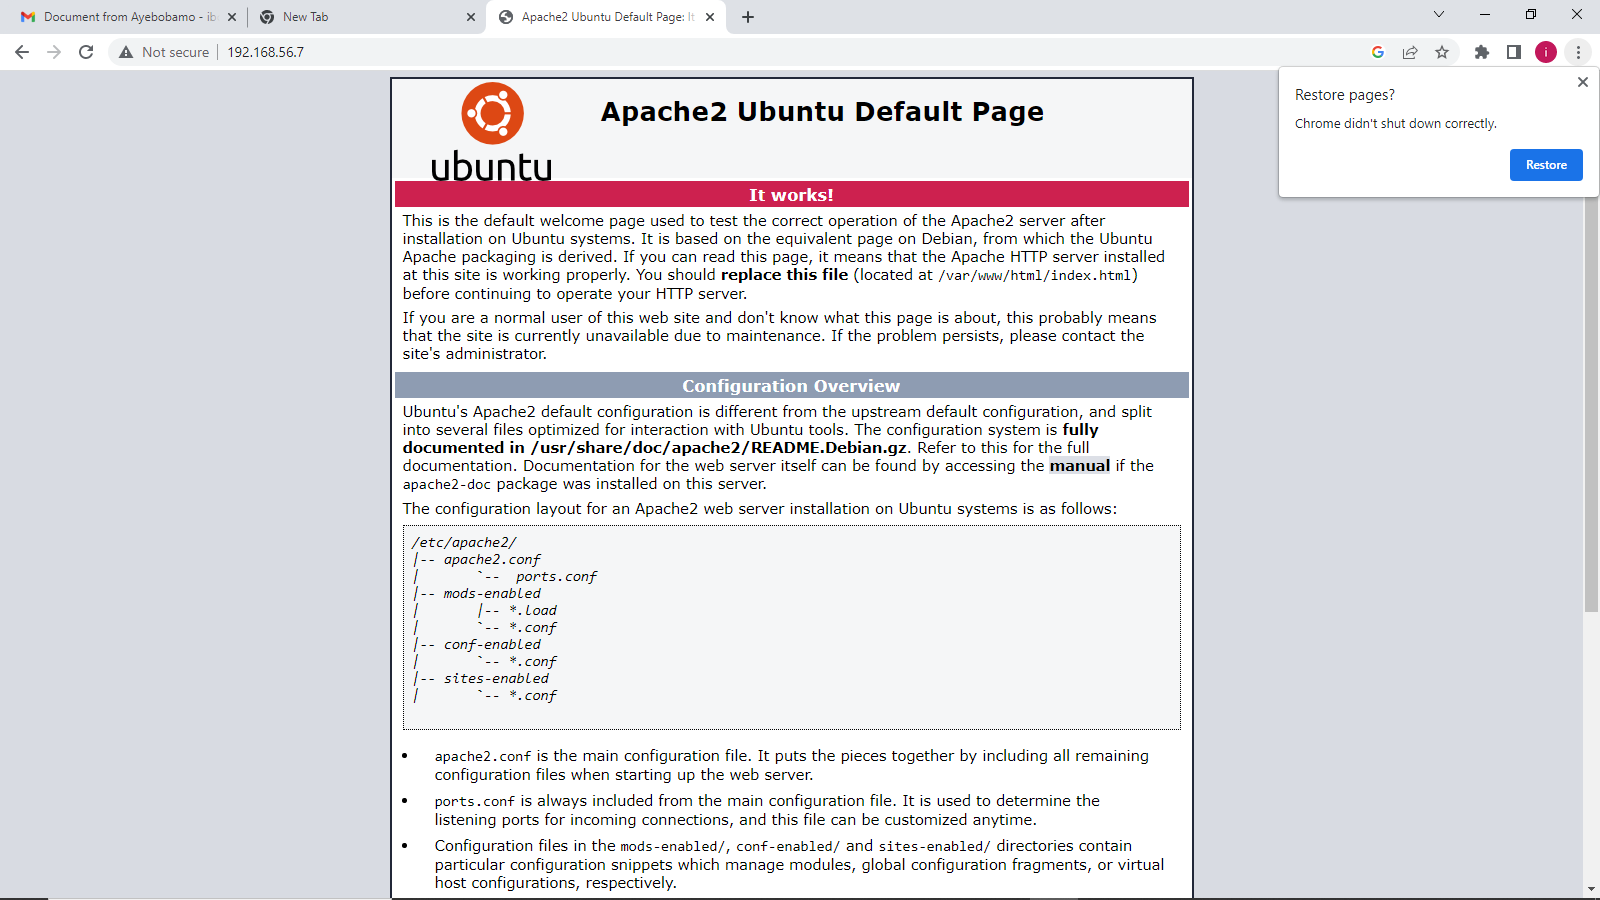 Document from Ayebobamo - ib
New Tab
Apache2 Ubuntu Default Page: It
Not secure
192.168.56.7
i
Restore pages?
Chrome didn't shut down correctly.
Restore
ubuntu
Apache2 Ubuntu Default Page
It works!
This is the default welcome page used to test the correct operation of the Apache2 server after
installation on Ubuntu systems. It is based on the equivalent page on Debian, from which the Ubuntu
Apache packaging is derived. If you can read this page, it means that the Apache HTTP server installed
at this site is working properly. You should replace this file (located at /var/www/html/index.html)
before continuing to operate your HTTP server.
If you are a normal user of this web site and don't know what this page is about, this probably means
that the site is currently unavailable due to maintenance. If the problem persists, please contact the
site's administrator.
Configuration Overview
Ubuntu's Apache2 default configuration is different from the upstream default configuration, and split
into several files optimized for interaction with Ubuntu tools. The configuration system is fully
documented in /usr/share/doc/apache2/README.Debian.gz. Refer to this for the full
documentation. Documentation for the web server itself can be found by accessing the manual if the
apache2-doc package was installed on this server.
The configuration layout for an Apache2 web server installation on Ubuntu systems is as follows:
/etc/apache2/
|-- apache2.conf
|       `--  ports.conf
|-- mods-enabled
|       |-- *.load
|       `-- *.conf
|-- conf-enabled
|       `-- *.conf
|-- sites-enabled
|       `-- *.conf
• apache2.conf is the main configuration file. It puts the pieces together by including all remaining
configuration files when starting up the web server.
• ports.conf is always included from the main configuration file. It is used to determine the
listening ports for incoming connections, and this file can be customized anytime.
• Configuration files in the mods-enabled/, conf-enabled/ and sites-enabled/ directories contain
particular configuration snippets which manage modules, global configuration fragments, or virtual
host configurations, respectively.